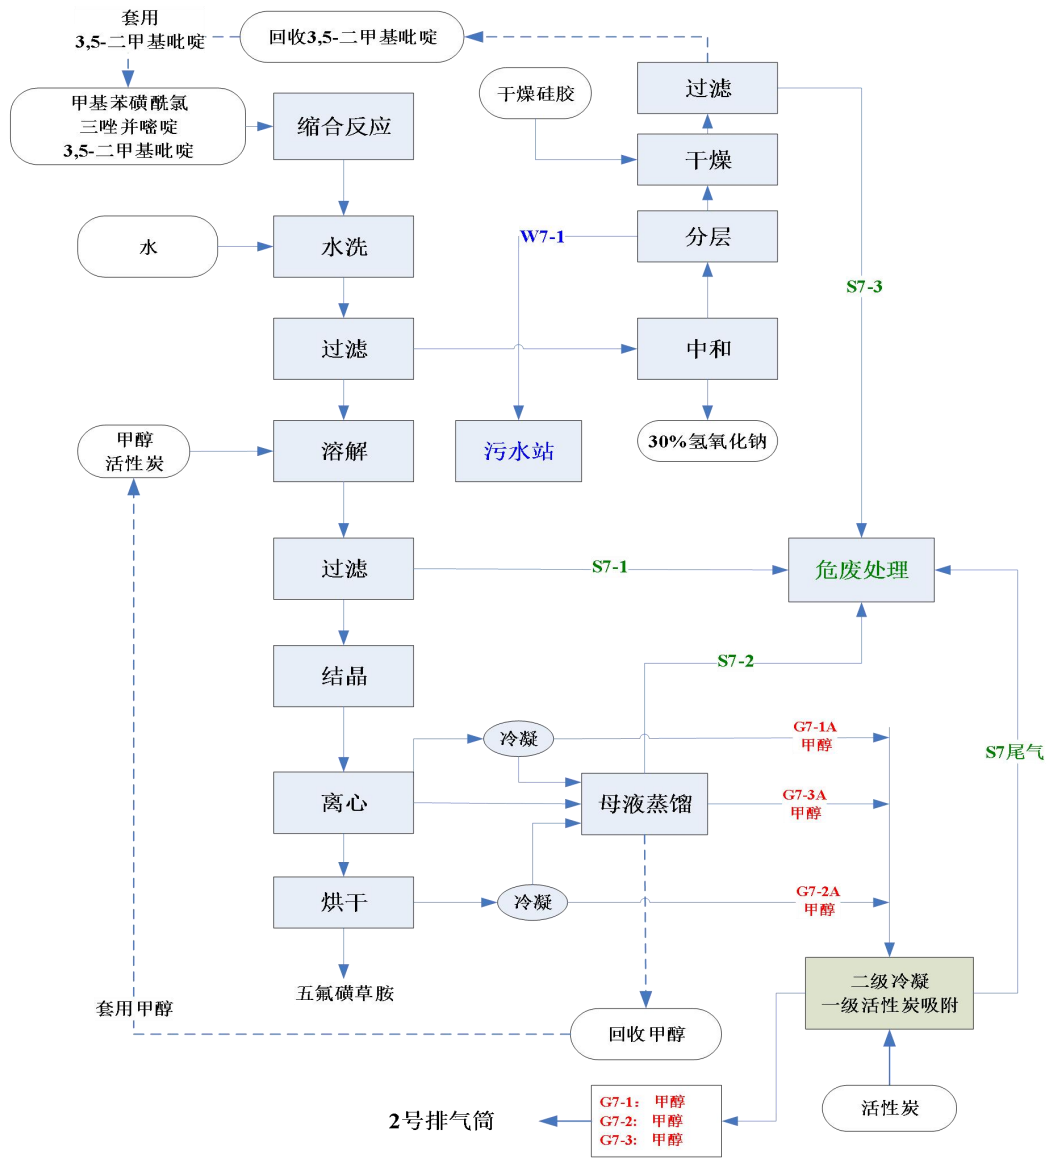 套用
3,5-二甲基吡啶
回收3,5-二甲基吡啶
甲基苯磺酰氯
三唑并嘧啶
3,5-二甲基吡啶
缩合反应
干燥硅胶
过滤
干燥
水
水洗
W7-1
分层
S7-3
过滤
中和
甲醇
活性炭
溶解
污水站
30%氢氧化钠
过滤
S7-1
危废处理
结晶
S7-2
冷凝
G7-1A
甲醇
S7尾气
离心
母液蒸馏
G7-3A
甲醇
烘干
冷凝
G7-2A
甲醇
五氟磺草胺
套用甲醇
二级冷凝
一级活性炭吸附
回收甲醇
2号排气筒
G7-1: 甲醇
G7-2: 甲醇
G7-3: 甲醇
活性炭